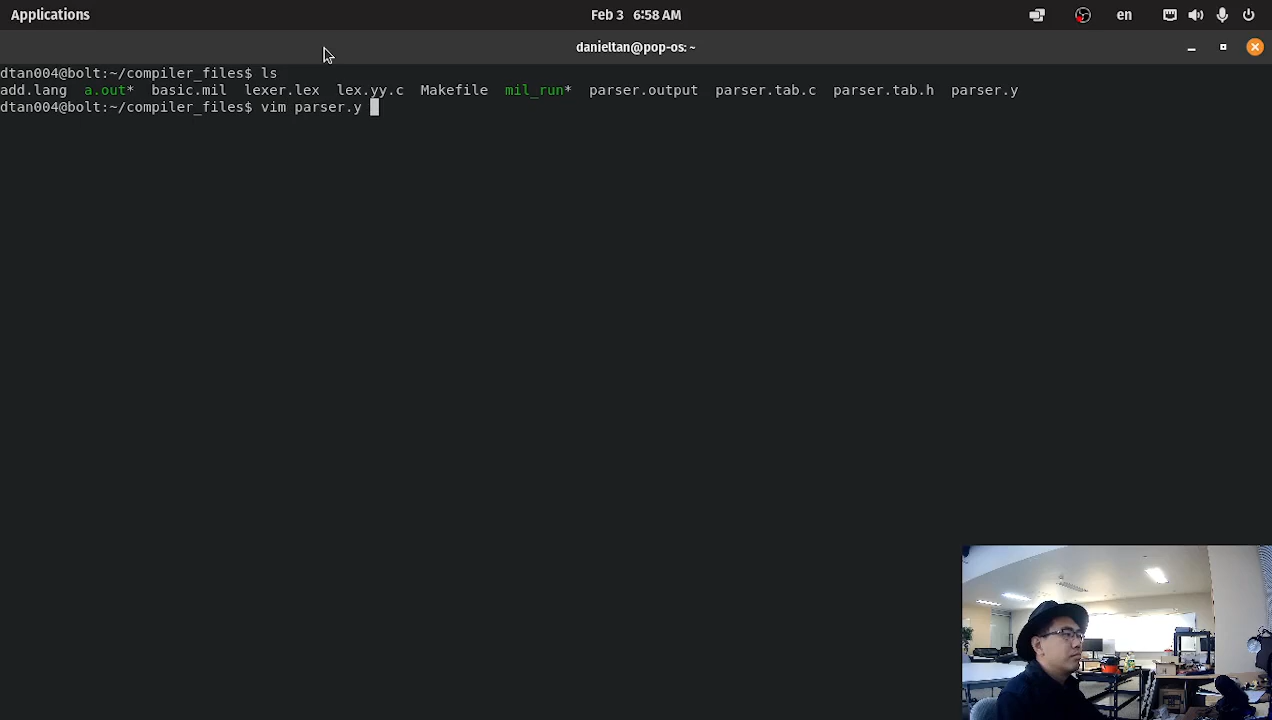 Applications
Feb 3 6:58 AM
en
danieltan@pop-os: ~
dtan004@bolt:~/compiler_files$ ls
add.lang a.out* basic.mil lexer.lex lex.yy.c Makefile mil_run* parser.output parser.tab.c parser.tab.h parser.y
dtan004@bolt:~/compiler_files$ vim parser.y